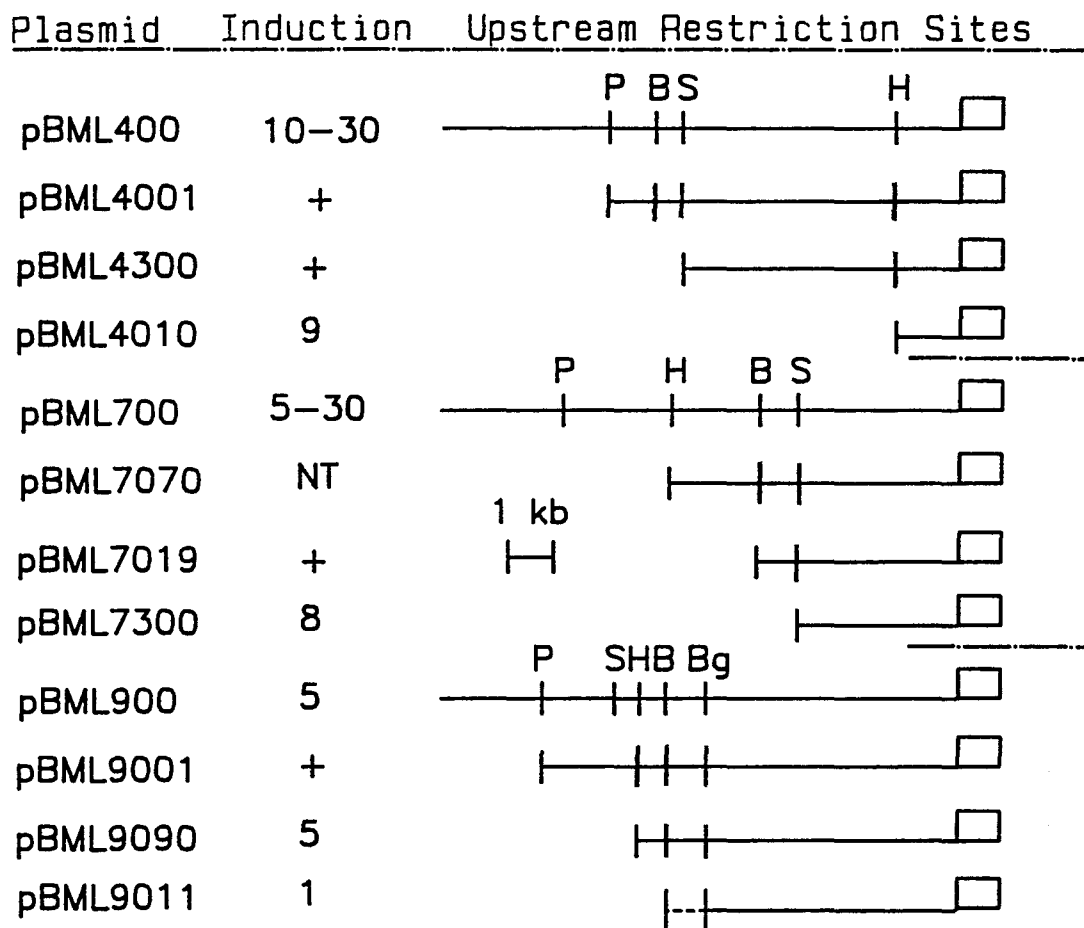 Plasmid Induction Upstream Restriction Sites
P B S H
pBML400 10-30
pBML4001 +
pBML4300 +
pBML4010 9
P H B S
pBML700 5-30
pBML7070 NT
1 kb
pBML7019 +
pBML7300 8
P S H B Bg
pBML900 5
pBML9001 +
pBML9090 5
pBML9011 1